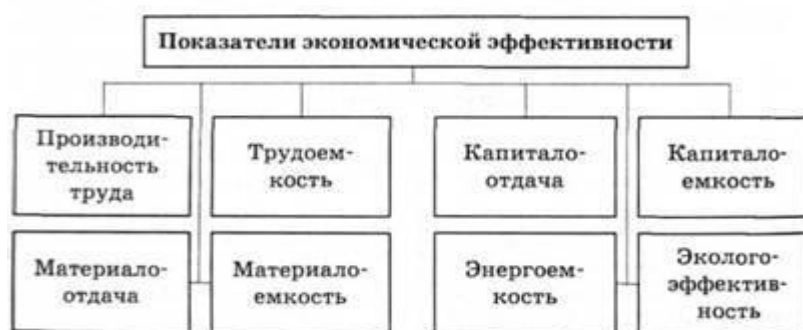 Показатели экономической эффективности
Производи-
тельность
труда
Трудоем-
кость
Капитало-
отдача
Капитало-
емкость
Материало-
отдача
Материало-
емкость
Энергоем-
кость
Эколого-
эффектив-
ность